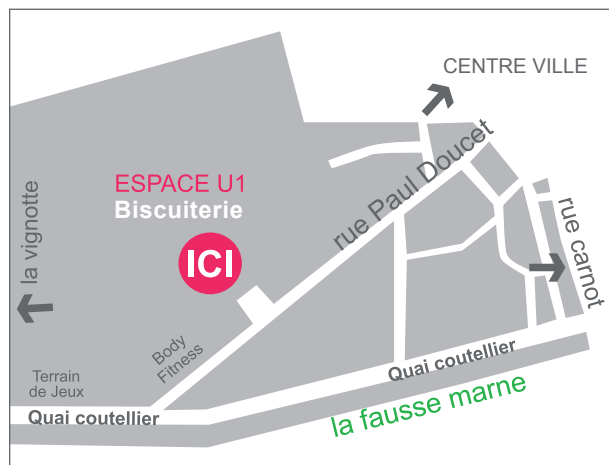 CENTRE VILLE
ESPACE U1
Biscuiterie
rue Paul Doucet
rue carnot
la vignotte
ICI
Body
Fitness
Terrain
de Jeux
Quai coutellier
Quai coutellier
la fausse marne